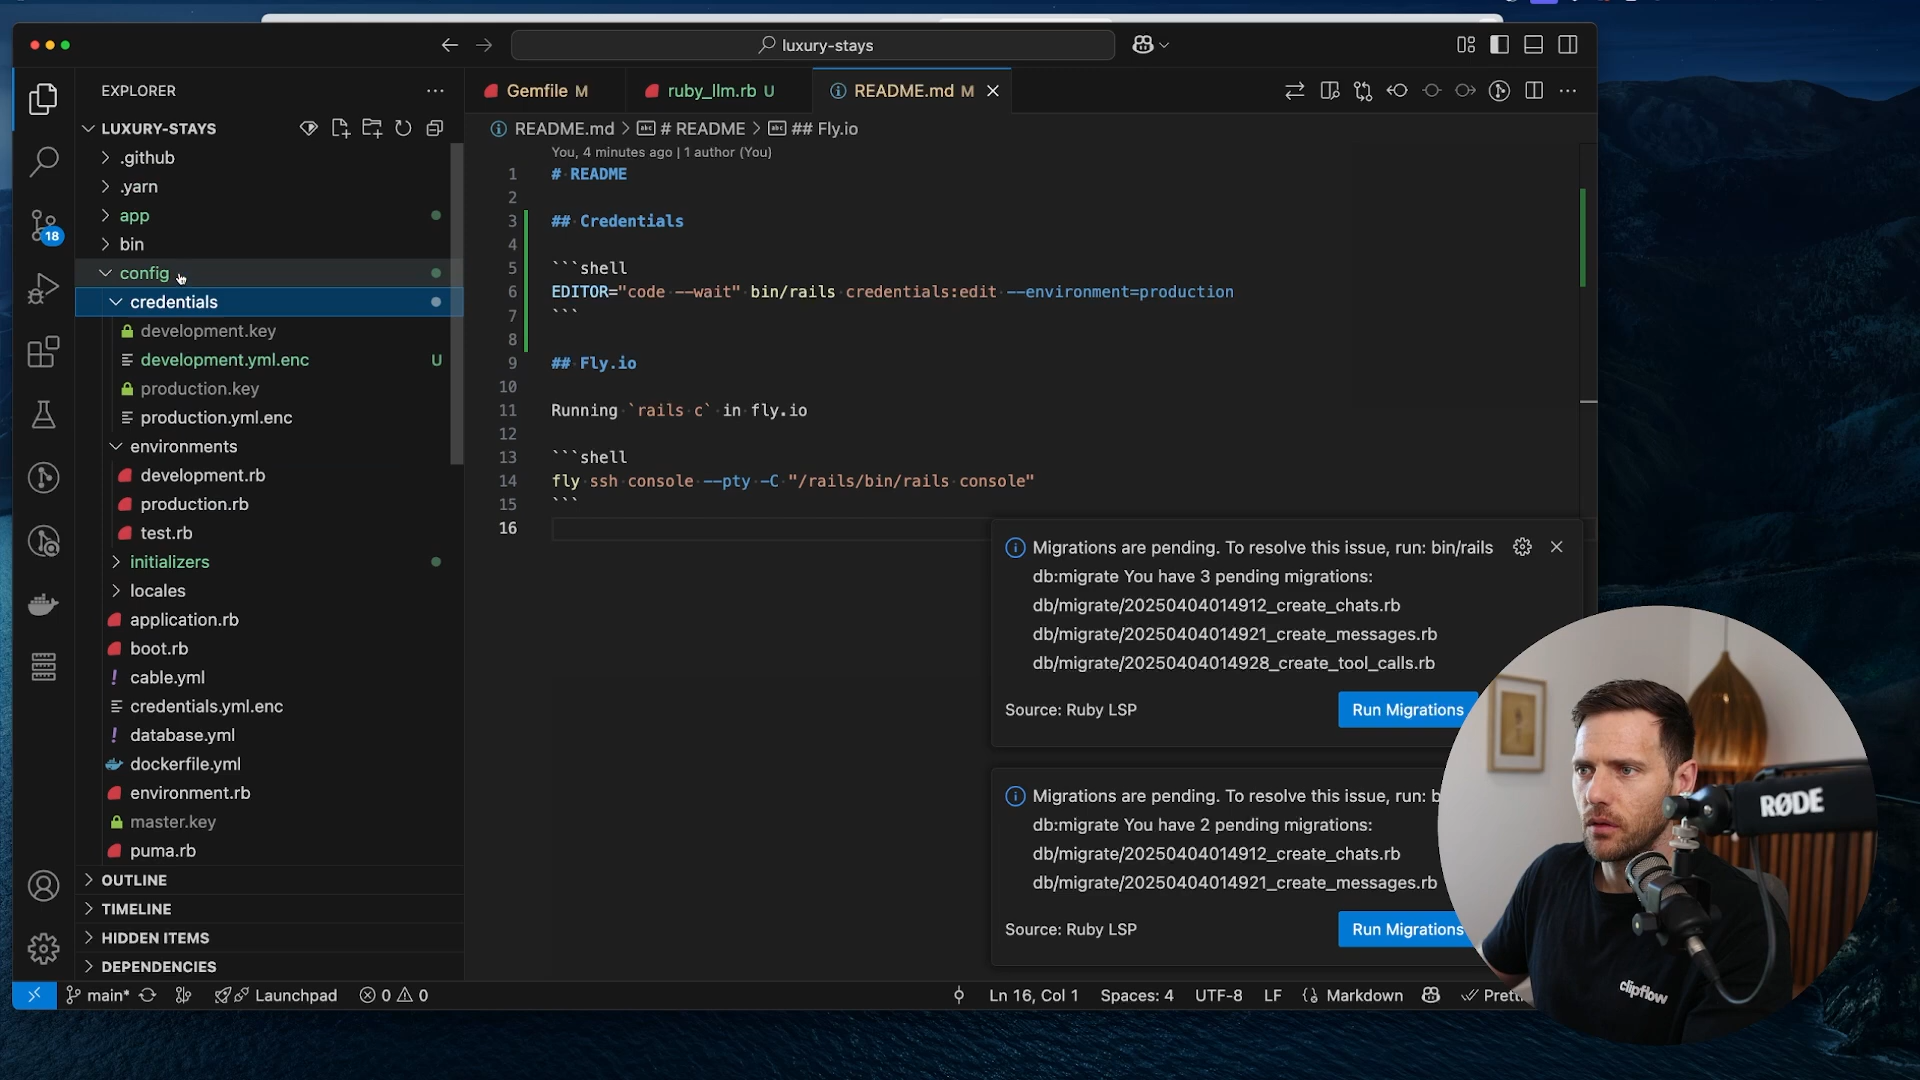 luxury-stays
EXPLORER
LUXURY-STAYS
.github
.yarn
app
bin
config
credentials
development.key
development.yml.enc U
production.key
production.yml.enc
environments
development.rb
production.rb
test.rb
initializers
locales
application.rb
boot.rb
cable.yml
credentials.yml.enc
database.yml
dockerfile.yml
environment.rb
master.key
puma.rb
OUTLINE
TIMELINE
HIDDEN ITEMS
DEPENDENCIES
18
Gemfile M
ruby_llm.rb U
README.md M
README.md > # README > ## Fly.io
You, 4 minutes ago | 1 author (You)
1 # README
2
3 ## Credentials
4
5 ```shell
6 EDITOR="code --wait" bin/rails credentials:edit --environment=production
7 ```
8
9 ## Fly.io
10
11 Running `rails c` in fly.io
12
13 ```shell
14 fly ssh console --pty -C "/rails/bin/rails console"
15 ```
16
Migrations are pending. To resolve this issue, run: bin/rails
db:migrate You have 3 pending migrations:
db/migrate/20250404014912_create_chats.rb
db/migrate/20250404014921_create_messages.rb
db/migrate/20250404014928_create_tool_calls.rb
Source: Ruby LSP
Run Migrations
Migrations are pending. To resolve this issue, run: b
db:migrate You have 2 pending migrations:
db/migrate/20250404014912_create_chats.rb
db/migrate/20250404014921_create_messages.rb
Source: Ruby LSP
Run Migrations
RØDE
clipflow
main*
Launchpad
0
0
Ln 16, Col 1
Spaces: 4
UTF-8
LF
Markdown